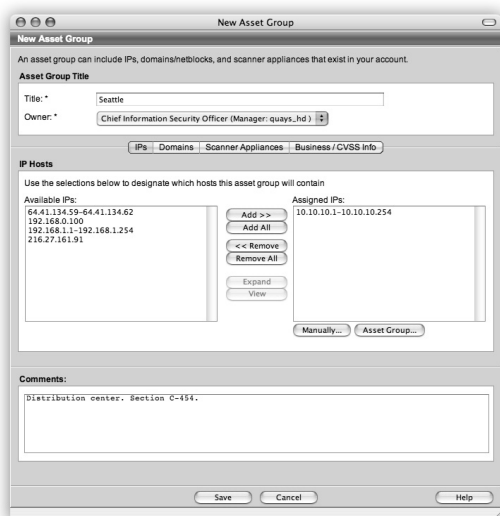 New Asset Group
New Asset Group
An asset group can include IPs, domains/netblocks, and scanner appliances that exist in your account.
Asset Group Title
Title: * Seattle
Owner: * Chief Information Security Officer (Manager: quays_hd )
IPs Domains Scanner Appliances Business / CVSS Info
IP Hosts
Use the selections below to designate which hosts this asset group will contain
Available IPs: Assigned IPs:
64.41.134.59-64.41.134.62 Add >> 10.10.10.1-10.10.10.254
192.168.0.100 Add All
192.168.1.1-192.168.1.254
216.27.161.91 << Remove
Remove All
Expand
View
Manually... Asset Group...
Comments:
Distribution center. Section C-454.
Save Cancel Help